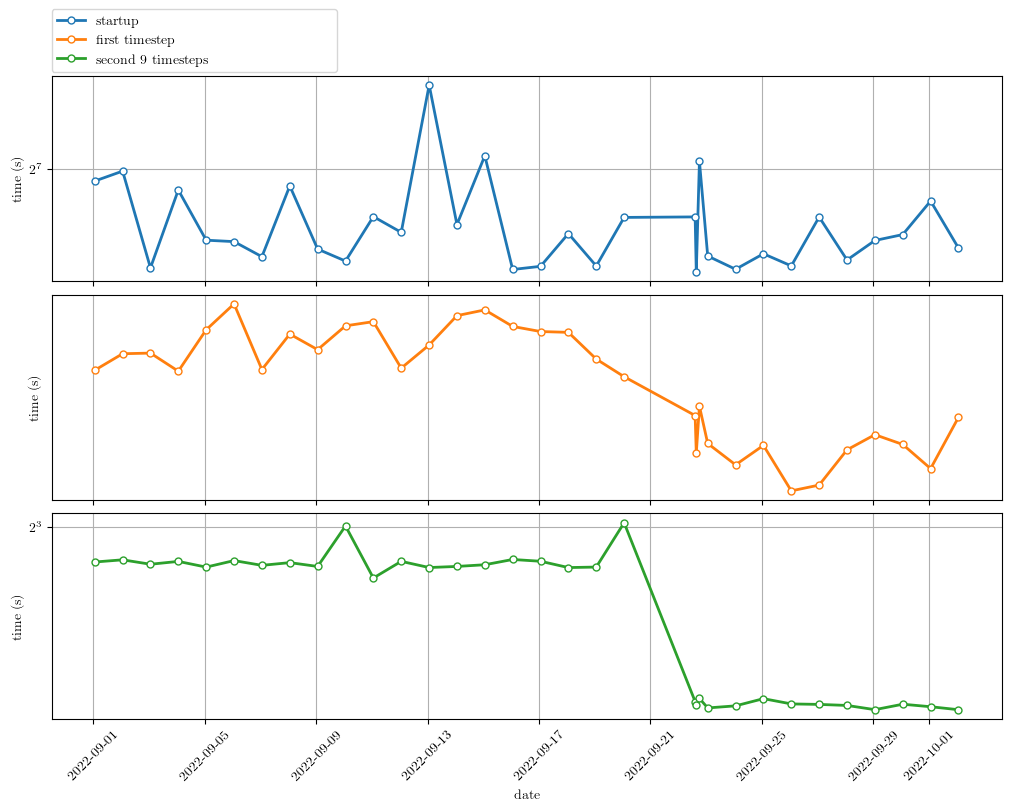 startup
first timestep
second 9 timesteps
2^7
time (s)
time (s)
2^3
time (s)
2022-09-01
2022-09-05
2022-09-09
2022-09-13
2022-09-17
2022-09-21
2022-09-25
2022-09-29
2022-10-01
date